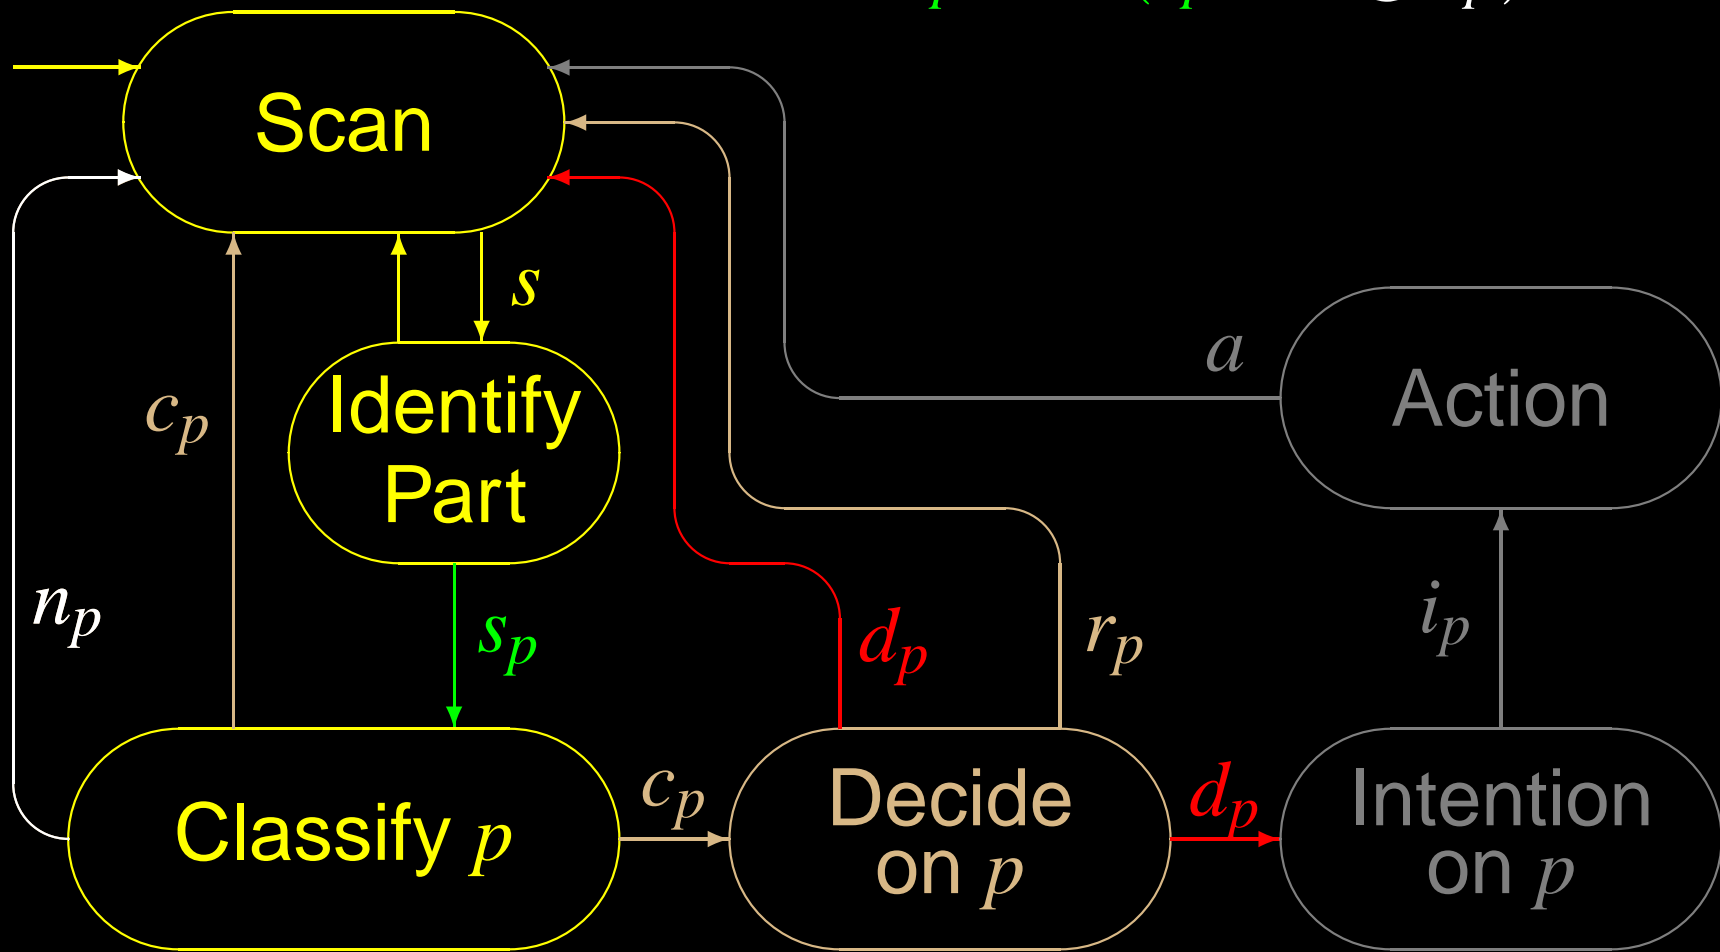 Scan
s
Identify
Part
a
Action
c_p
n_p
s_p
d_p
r_p
i_p
Classify p
c_p
Decide
on p
d_p
Intention
on p